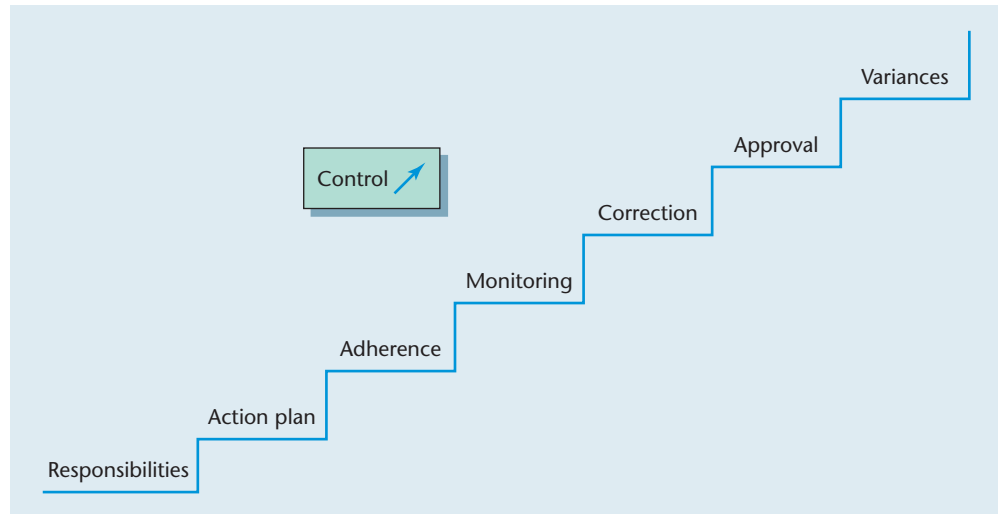 Variances
Approval
Control
Correction
Monitoring
Adherence
Action plan
Responsibilities